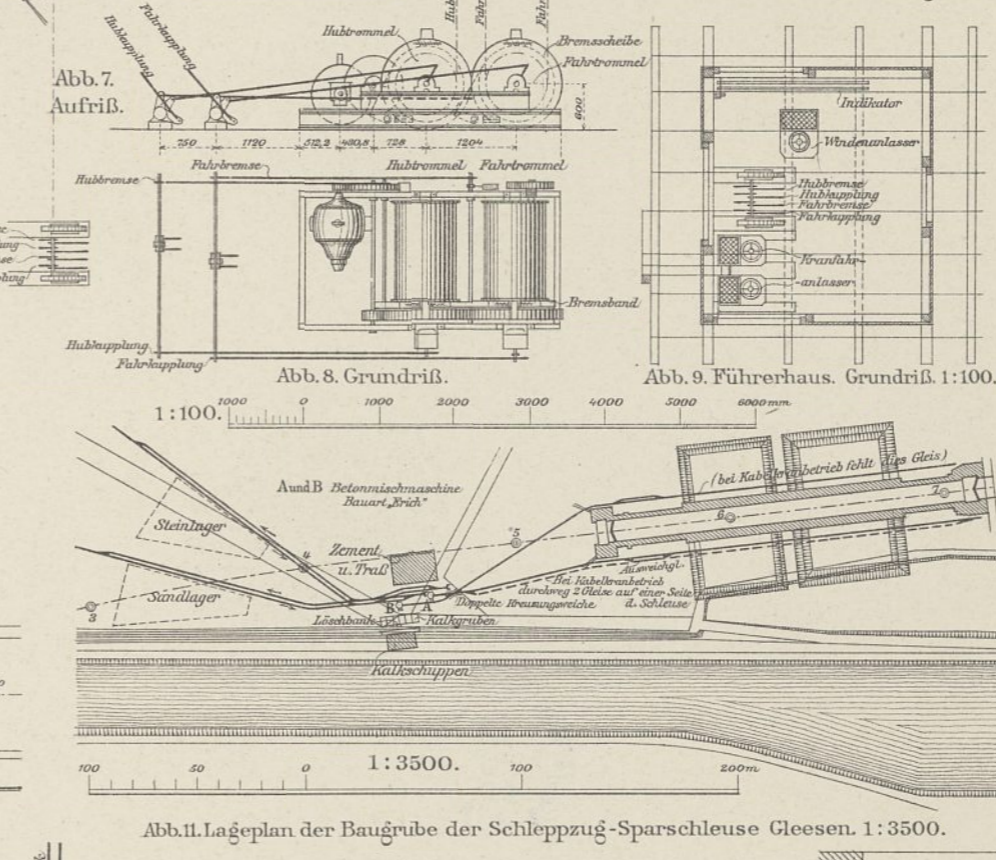 Hubkupplung
Fahrkupplung
Abb. 7.
Aufriß.
Hubtrommel
Bremsscheibe
Fahrtrommel
600
750
1120
512,2
480,8
728
1204
Fahrbremse
Hubtrommel
Fahrtrommel
Hubbremse
Bremsband
Hubkupplung
Fahrkupplung
Abb. 8. Grundriß.
Indikator
Windenanlasser
Hubbremse
Hubkupplung
Fahrbremse
Fahrkupplung
Kranfahr-
-anlasser
Abb. 9. Führerhaus. Grundriß. 1:100.
1:100.
1000 0 1000 2000 3000 4000 5000 6000 mm
A und B Betonmischmaschine
Bauart „Erich"
(bei Kabelkranbetrieb fehlt dies Gleis)
Steinlager
Zement
u. Traß
Sandlager
3
4
5
6
7
Ausweichgl.
Bei Kabelkranbetrieb
durchweg 2 Gleise auf einer Seite
d. Schleuse
Doppelte Kreuzungsweiche
B
A
Löschbank
Kalkgruben
Kalkschuppen
1:3500.
100 50 0 100 200 m
Abb. 11. Lageplan der Baugrube der Schleppzug-Sparschleuse Gleesen. 1:3500.